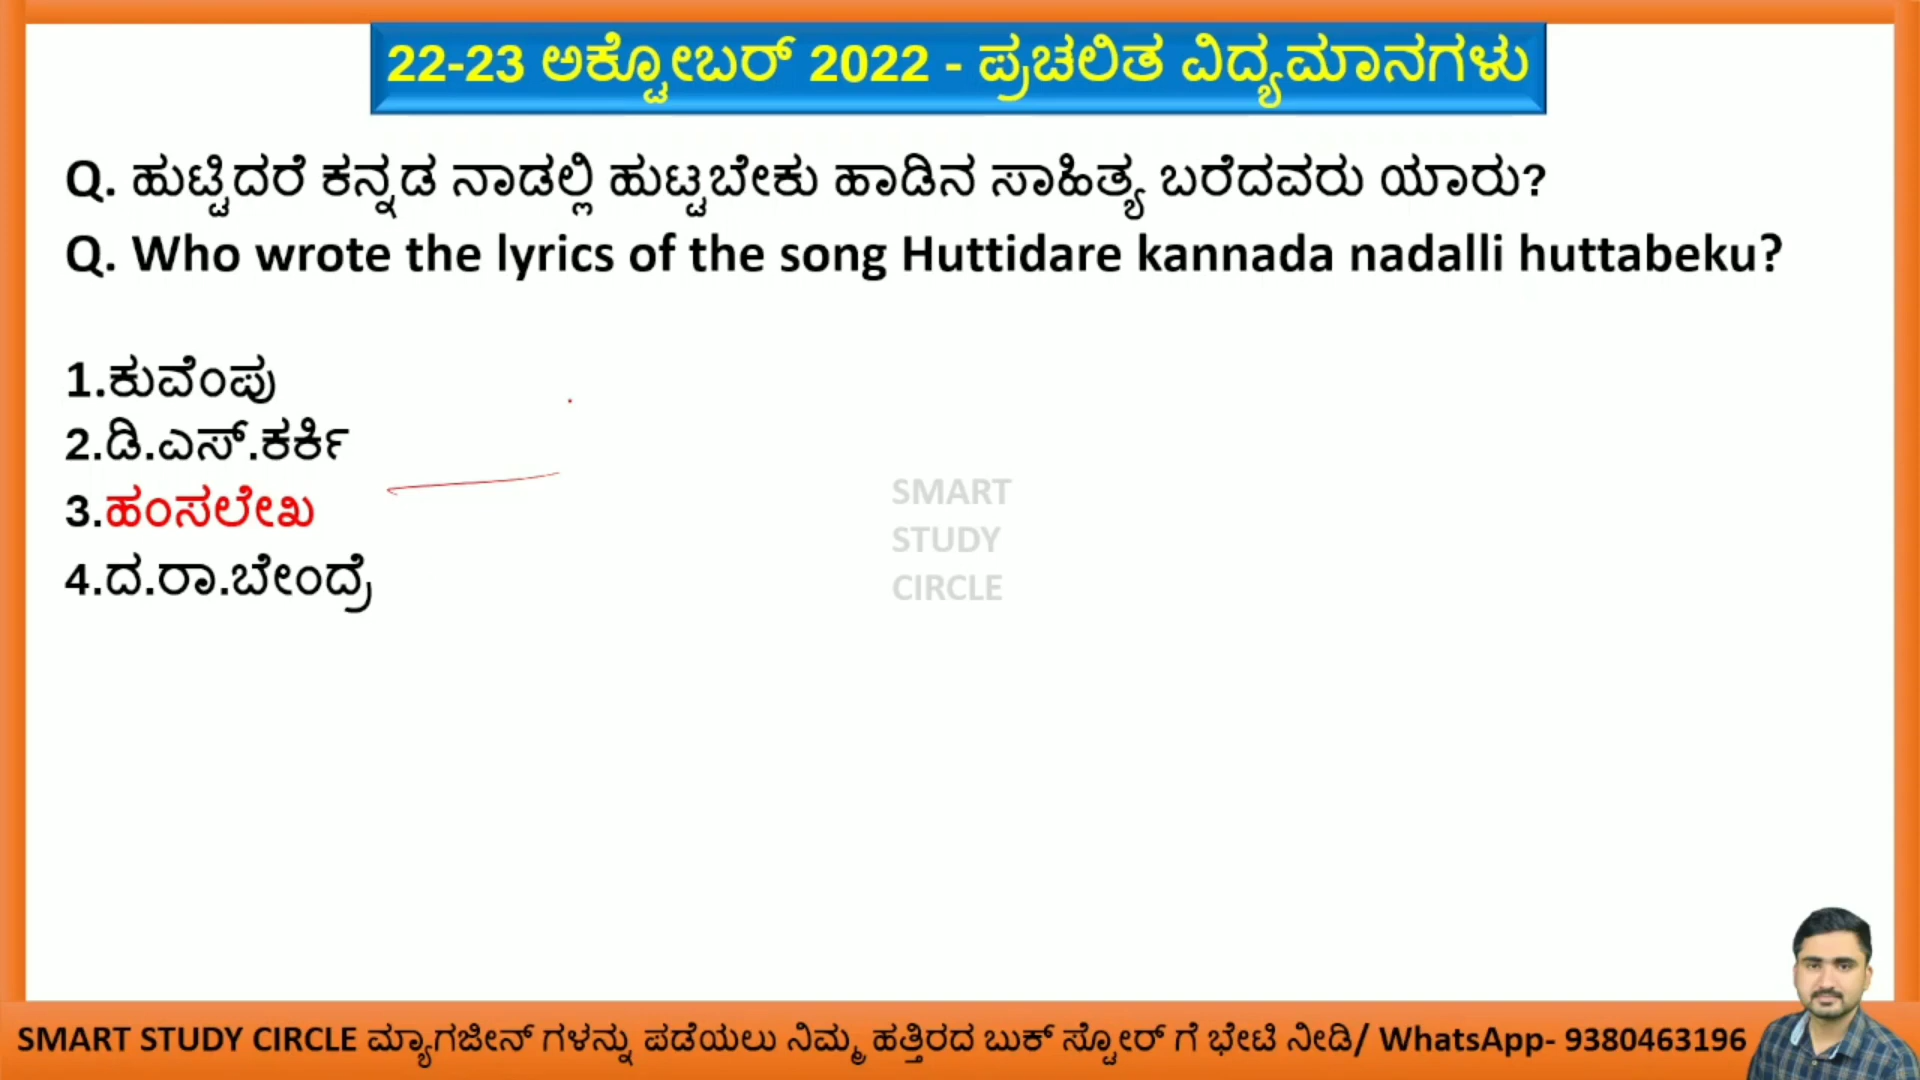 22-23 ಅಕ್ಟೋಬರ್ 2022 - ಪ್ರಚಲಿತ ವಿದ್ಯಮಾನಗಳು
Q. ಹುಟ್ಟಿದರೆ ಕನ್ನಡ ನಾಡಲ್ಲಿ ಹುಟ್ಟಬೇಕು ಹಾಡಿನ ಸಾಹಿತ್ಯ ಬರೆದವರು ಯಾರು?
Q. Who wrote the lyrics of the song Huttidare kannada nadalli huttabeku?
1.ಕುವೆಂಪು
2.ಡಿ.ಎಸ್.ಕರ್ಕಿ
3.ಹಂಸಲೇಖ
4.ದ.ರಾ.ಬೇಂದ್ರೆ
SMART
STUDY
CIRCLE
SMART STUDY CIRCLE ಮ್ಯಾಗಜೀನ್ ಗಳನ್ನು ಪಡೆಯಲು ನಿಮ್ಮ ಹತ್ತಿರದ ಬುಕ್ ಸ್ಟೋರ್ ಗೆ ಭೇಟಿ ನೀಡಿ/ WhatsApp- 9380463196